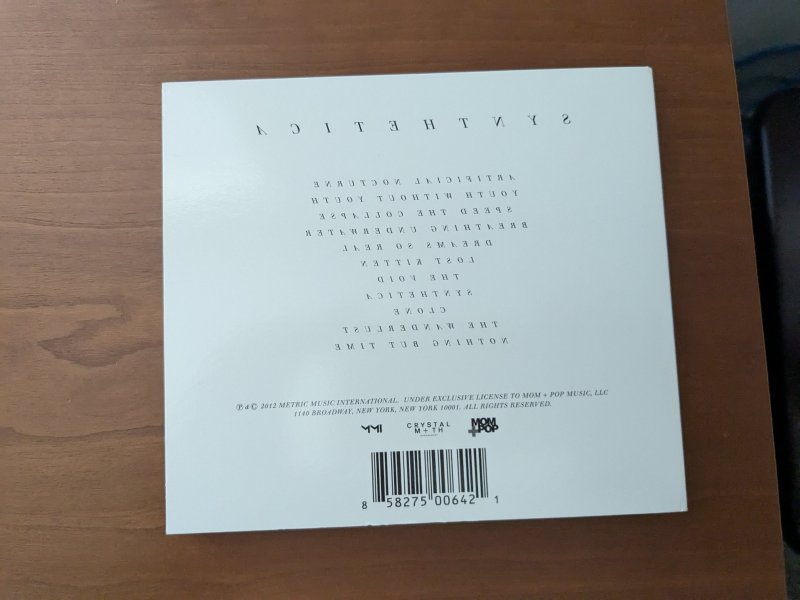 SYNTHETICA
ARTIFICIAL NOCTURNE
YOUTH WITHOUT YOUTH
SPEED THE COLLAPSE
BREATHING UNDERWATER
DREAMS SO REAL
LOST KITTEN
THE VOID
SYNTHETICA
CLONE
THE WANDERLUST
NOTHING BUT TIME
℗ & © 2012 METRIC MUSIC INTERNATIONAL. UNDER EXCLUSIVE LICENSE TO MOM + POP MUSIC, LLC
1140 BROADWAY, NEW YORK, NEW YORK 10001. ALL RIGHTS RESERVED.
MMI CRYSTAL MOM
M+TH +POP
8 58275 00642 1